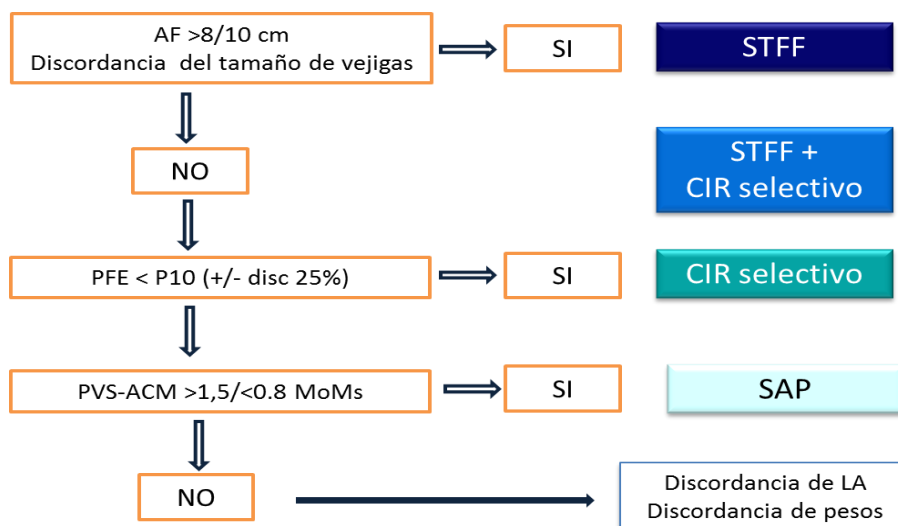 AF >8/10 cm
Discordancia del tamaño de vejigas
SI
STFF
NO
STFF +
CIR selectivo
PFE < P10 (+/- disc 25%)
SI
CIR selectivo
PVS-ACM >1,5/<0.8 MoMs
SI
SAP
NO
Discordancia de LA
Discordancia de pesos